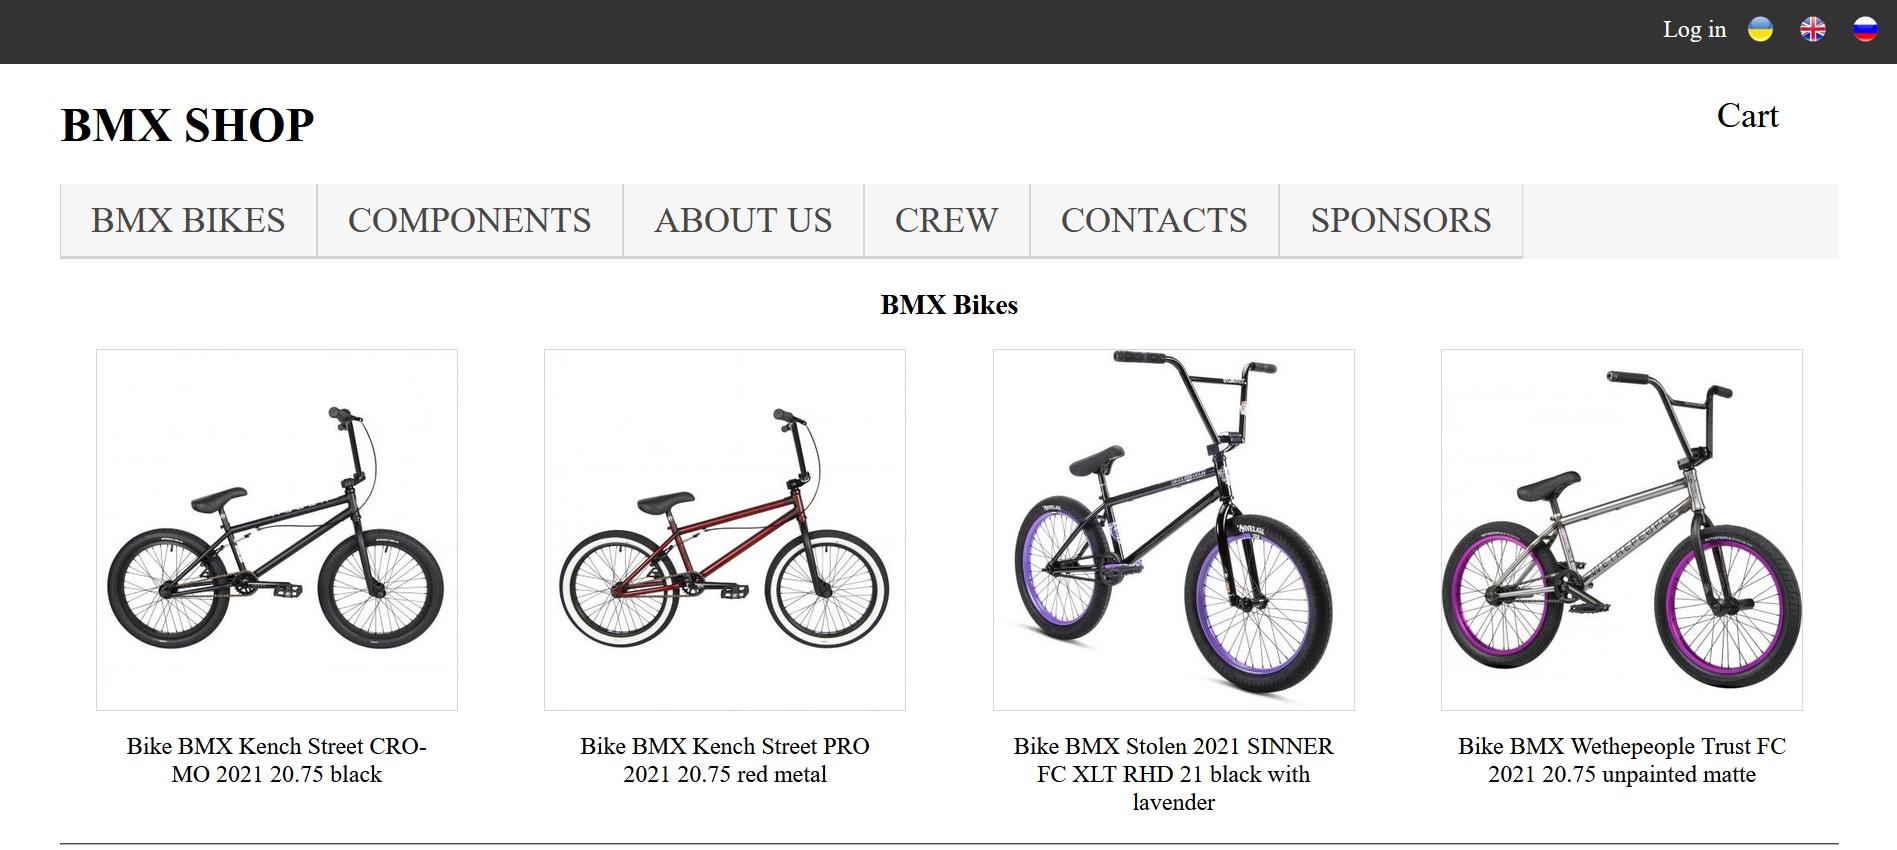 Log in
BMX SHOP
Cart
BMX BIKES
COMPONENTS
ABOUT US
CREW
CONTACTS
SPONSORS
BMX Bikes
WETHEPEOPLE
Bike BMX Kench Street CRO-
MO 2021 20.75 black
Bike BMX Kench Street PRO
2021 20.75 red metal
Bike BMX Stolen 2021 SINNER
FC XLT RHD 21 black with
lavender
Bike BMX Wethepeople Trust FC
2021 20.75 unpainted matte